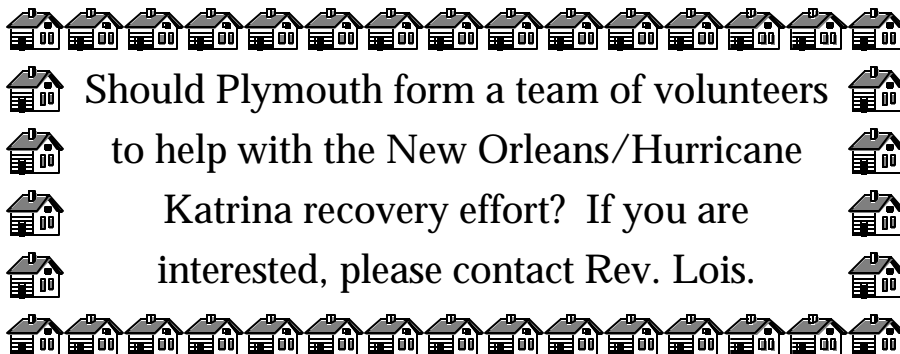 Should Plymouth form a team of volunteers
to help with the New Orleans/Hurricane
Katrina recovery effort?  If you are
interested, please contact Rev. Lois.